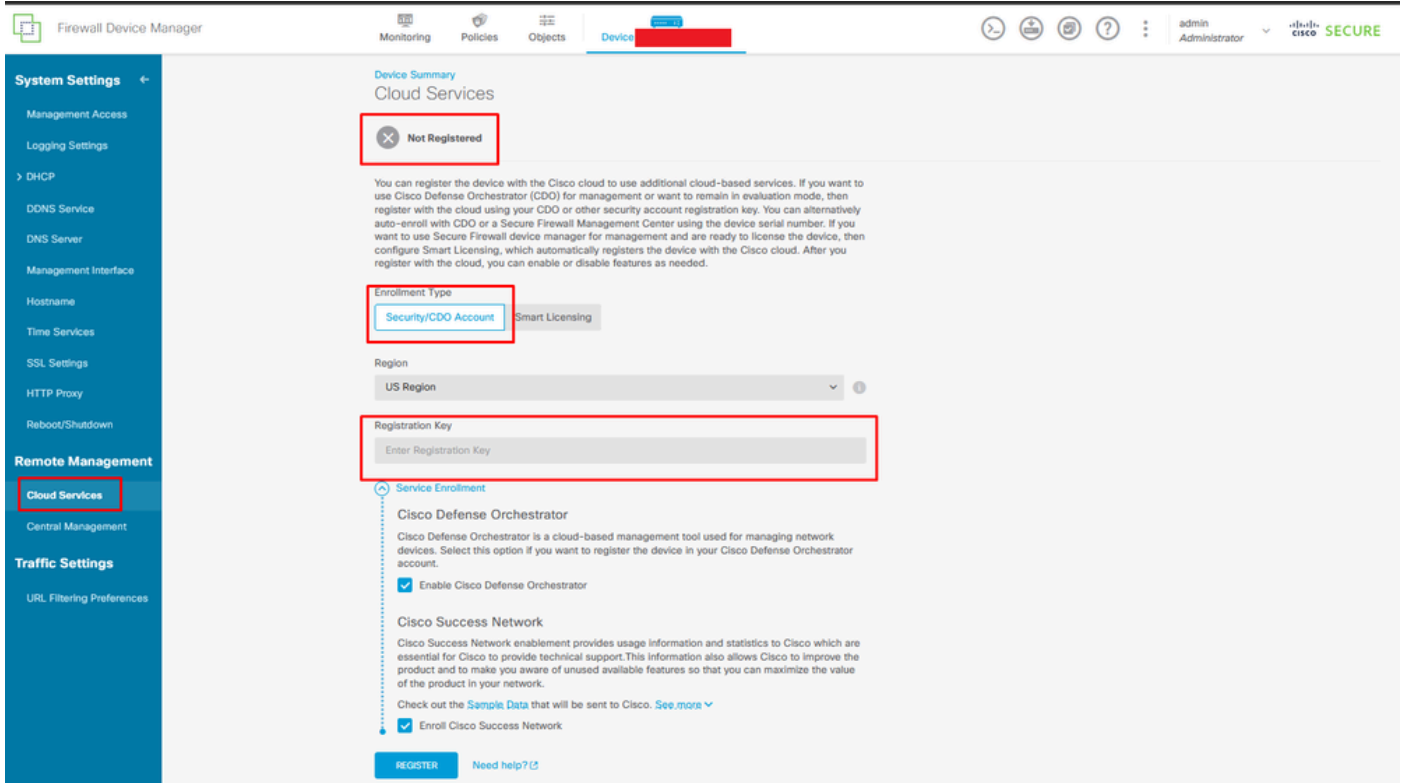 Firewall Device Manager
Monitoring
Policies
Objects
Device
admin
Administrator
cisco SECURE
System Settings
Management Access
Logging Settings
DHCP
DDNS Service
DNS Server
Management Interface
Hostname
Time Services
SSL Settings
HTTP Proxy
Reboot/Shutdown
Remote Management
Cloud Services
Central Management
Traffic Settings
URL Filtering Preferences
Device Summary
Cloud Services
Not Registered
You can register the device with the Cisco cloud to use additional cloud-based services. If you want to
use Cisco Defense Orchestrator (CDO) for management or want to remain in evaluation mode, then
register with the cloud using your CDO or other security account registration key. You can alternatively
auto-enroll with CDO or a Secure Firewall Management Center using the device serial number. If you
want to use Secure Firewall device manager for management and are ready to license the device, then
configure Smart Licensing, which automatically registers the device with the Cisco cloud. After you
register with the cloud, you can enable or disable features as needed.
Enrollment Type
Security/CDO Account
Smart Licensing
Region
US Region
Registration Key
Enter Registration Key
Service Enrollment
Cisco Defense Orchestrator
Cisco Defense Orchestrator is a cloud-based management tool used for managing network
devices. Select this option if you want to register the device in your Cisco Defense Orchestrator
account.
Enable Cisco Defense Orchestrator
Cisco Success Network
Cisco Success Network enablement provides usage information and statistics to Cisco which are
essential for Cisco to provide technical support.This information also allows Cisco to improve the
product and to make you aware of unused available features so that you can maximize the value
of the product in your network.
Check out the Sample Data that will be sent to Cisco. See more
Enroll Cisco Success Network
REGISTER
Need help?